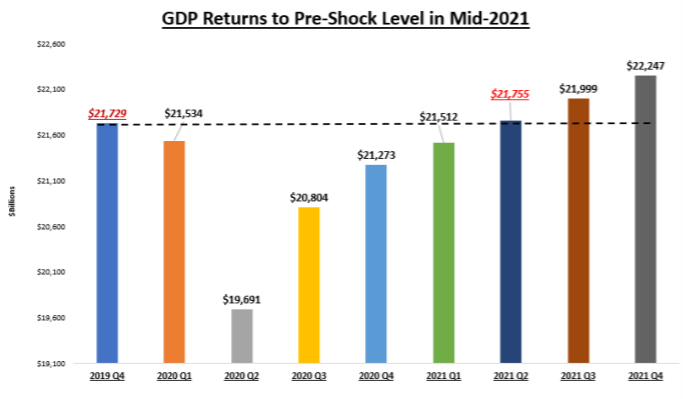 GDP Returns to Pre-Shock Level in Mid-2021
$22,600
$22,100
$21,600
$21,100
$20,600
$20,100
$19,600
$19,100
$Billions
$21,729
$21,534
$19,691
$20,804
$21,273
$21,512
$21,755
$21,999
$22,247
2019 Q4
2020 Q1
2020 Q2
2020 Q3
2020 Q4
2021 Q1
2021 Q2
2021 Q3
2021 Q4